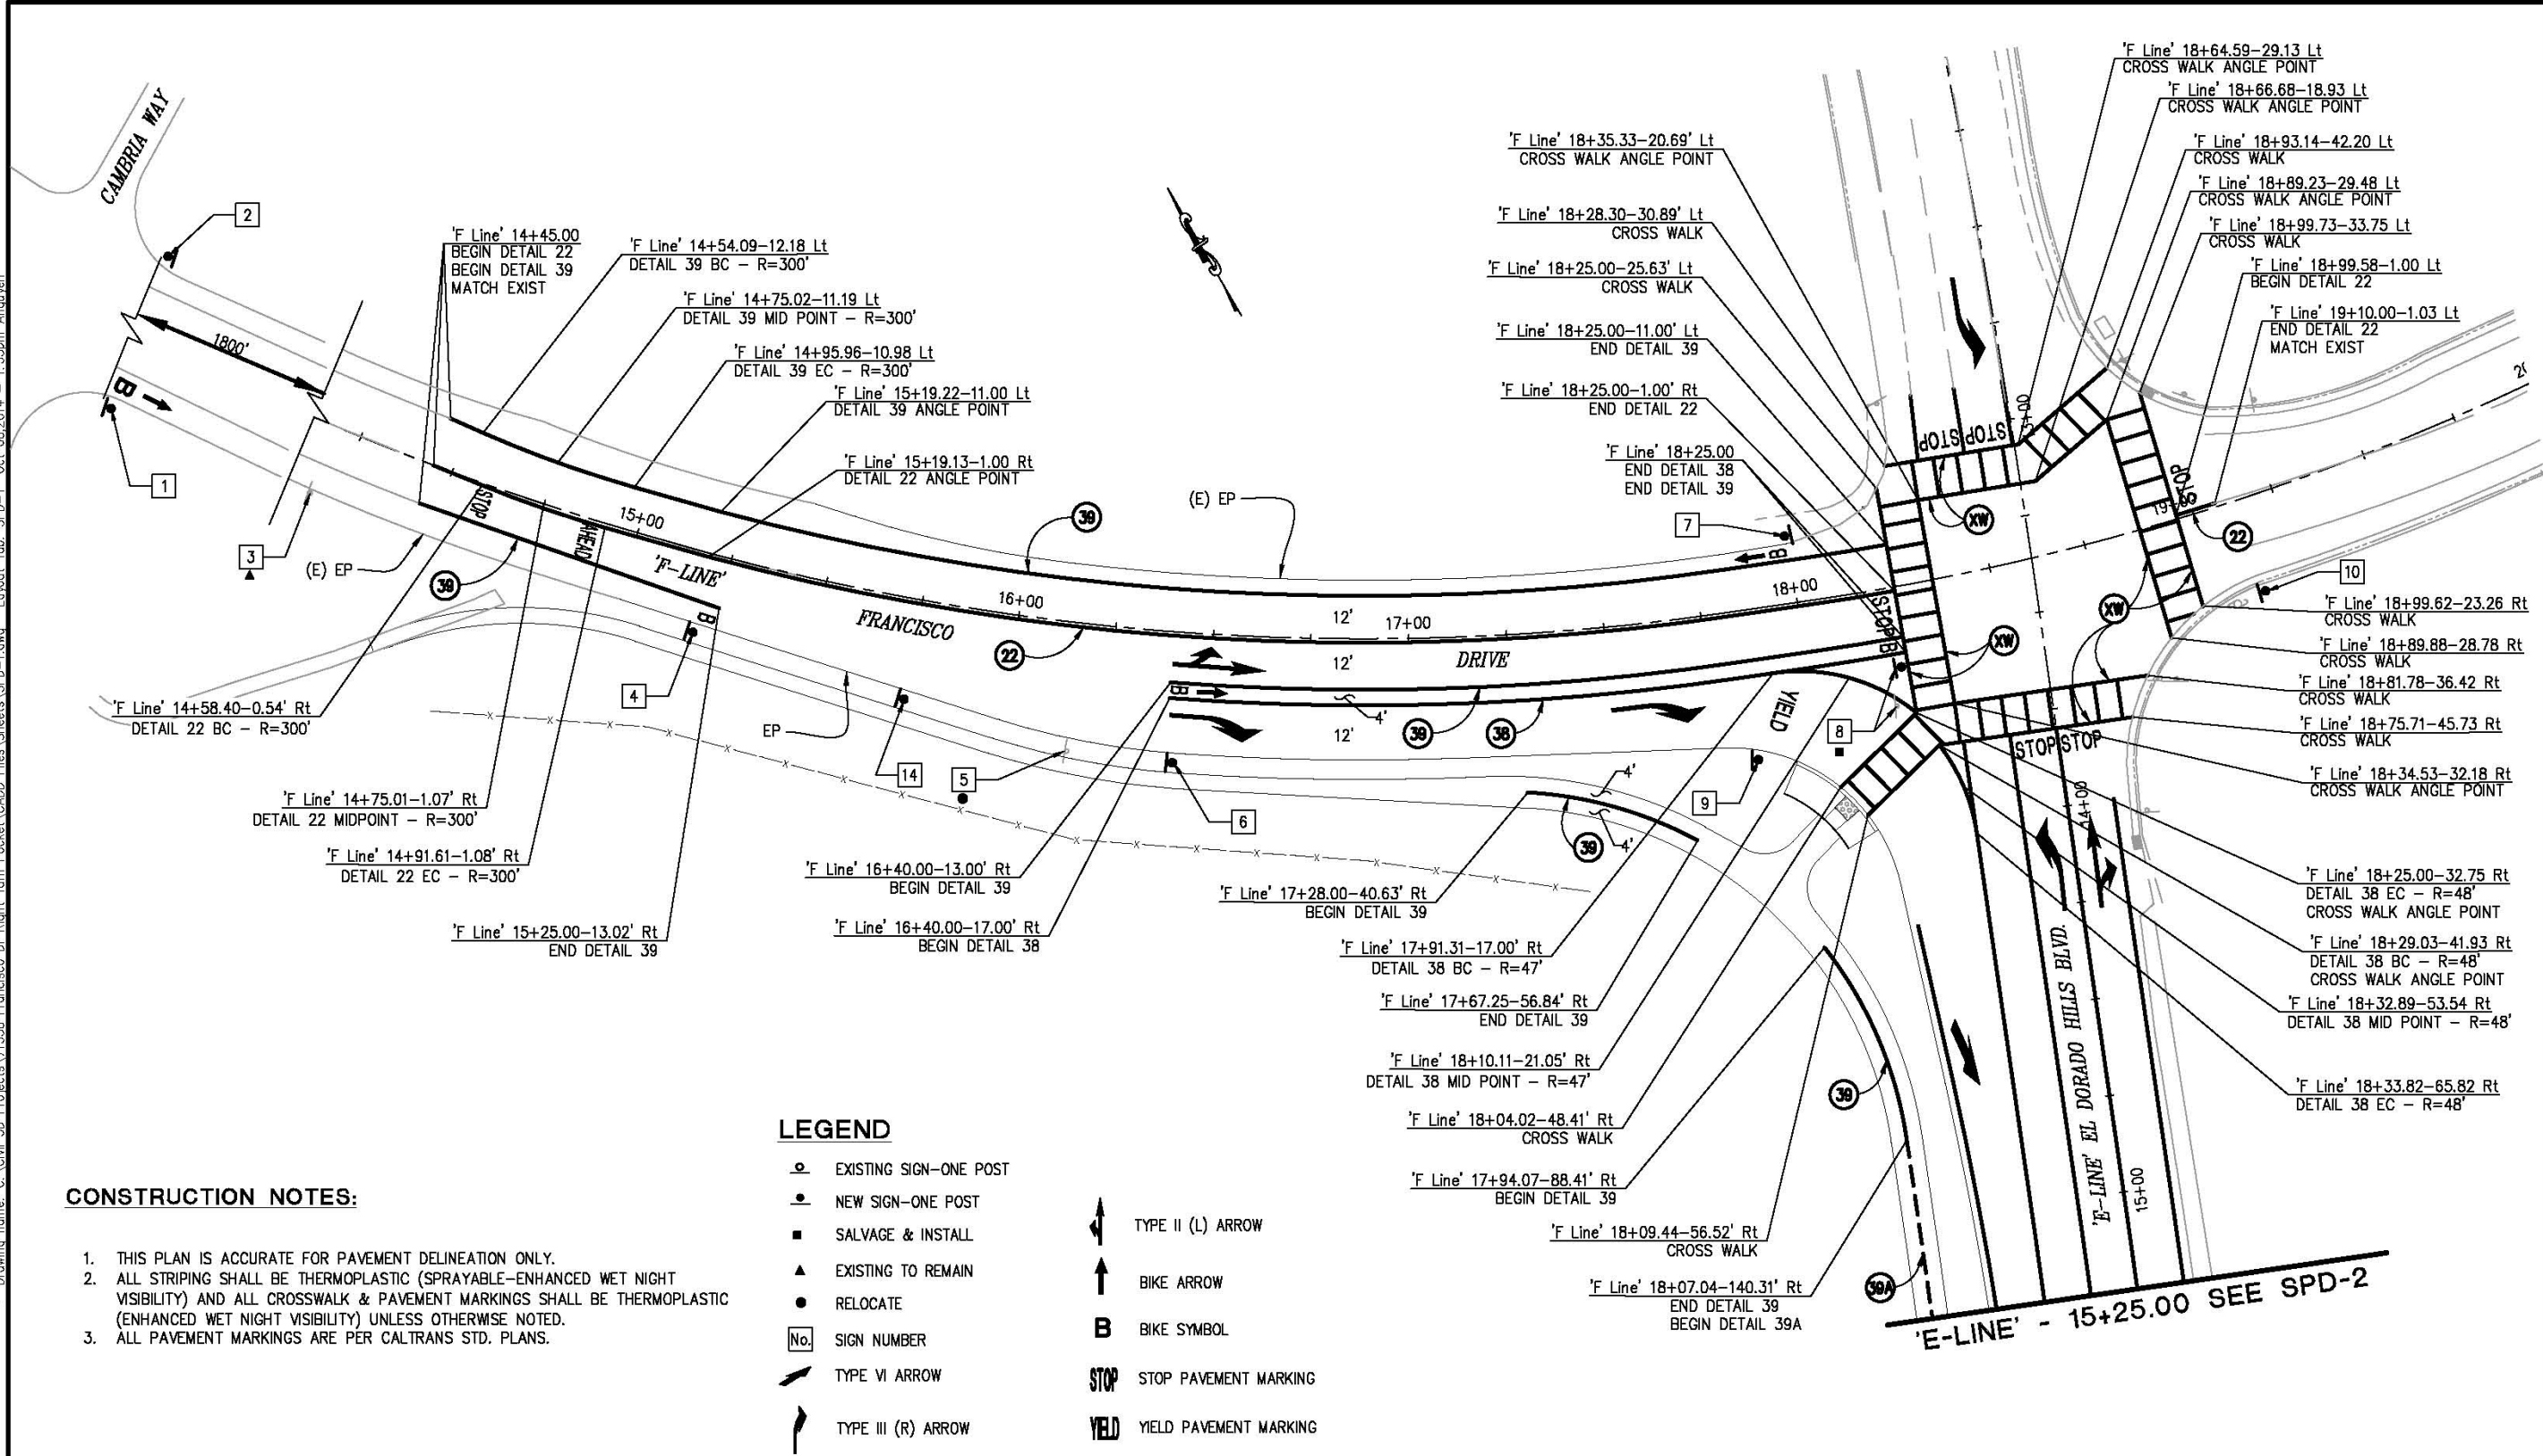 CAMBRIA WAY
2
1
3
1800'
B
'F Line' 14+45.00
BEGIN DETAIL 22
BEGIN DETAIL 39
MATCH EXIST
'F Line' 14+54.09-12.18 Lt
DETAIL 39 BC - R=300'
'F Line' 14+75.02-11.19 Lt
DETAIL 39 MID POINT - R=300'
'F Line' 14+95.96-10.98 Lt
DETAIL 39 EC - R=300'
'F Line' 15+19.22-11.00 Lt
DETAIL 39 ANGLE POINT
'F Line' 15+19.13-1.00 Rt
DETAIL 22 ANGLE POINT
(E) EP
39
(E) EP
39
STOP
AHEAD
15+00
'F-LINE'
FRANCISCO
16+00
22
B
4
14
5
6
EP
12'
17+00
12'
DRIVE
B
4'
12'
39
38
18+00
B
7
STOP
B
YIELD
8
9
4'
4'
39
'F Line' 14+58.40-0.54' Rt
DETAIL 22 BC - R=300'
'F Line' 14+75.01-1.07' Rt
DETAIL 22 MIDPOINT - R=300'
'F Line' 14+91.61-1.08' Rt
DETAIL 22 EC - R=300'
'F Line' 15+25.00-13.02' Rt
END DETAIL 39
'F Line' 16+40.00-13.00' Rt
BEGIN DETAIL 39
'F Line' 16+40.00-17.00' Rt
BEGIN DETAIL 38
'F Line' 17+28.00-40.63' Rt
BEGIN DETAIL 39
'F Line' 17+91.31-17.00' Rt
DETAIL 38 BC - R=47'
'F Line' 17+67.25-56.84' Rt
END DETAIL 39
'F Line' 18+10.11-21.05' Rt
DETAIL 38 MID POINT - R=47'
'F Line' 18+04.02-48.41' Rt
CROSS WALK
'F Line' 17+94.07-88.41' Rt
BEGIN DETAIL 39
'F Line' 18+09.44-56.52' Rt
CROSS WALK
'F Line' 18+07.04-140.31' Rt
END DETAIL 39
BEGIN DETAIL 39A
'F Line' 18+35.33-20.69' Lt
CROSS WALK ANGLE POINT
'F Line' 18+28.30-30.89' Lt
CROSS WALK
'F Line' 18+25.00-25.63' Lt
CROSS WALK
'F Line' 18+25.00-11.00' Lt
END DETAIL 39
'F Line' 18+25.00-1.00' Rt
END DETAIL 22
'F Line' 18+25.00
END DETAIL 38
END DETAIL 39
'F Line' 18+64.59-29.13 Lt
CROSS WALK ANGLE POINT
'F Line' 18+66.68-18.93 Lt
CROSS WALK ANGLE POINT
'F Line' 18+93.14-42.20 Lt
CROSS WALK
'F Line' 18+89.23-29.48 Lt
CROSS WALK ANGLE POINT
'F Line' 18+99.73-33.75 Lt
CROSS WALK
'F Line' 18+99.58-1.00 Lt
BEGIN DETAIL 22
'F Line' 19+10.00-1.03 Lt
END DETAIL 22
MATCH EXIST
STOP
STOP
STOP
XW
XW
XW
22
10
STOP
STOP
14+00
'F Line' 18+99.62-23.26 Rt
CROSS WALK
'F Line' 18+89.88-28.78 Rt
CROSS WALK
'F Line' 18+81.78-36.42 Rt
CROSS WALK
'F Line' 18+75.71-45.73 Rt
CROSS WALK
'F Line' 18+34.53-32.18 Rt
CROSS WALK ANGLE POINT
'F Line' 18+25.00-32.75 Rt
DETAIL 38 EC - R=48'
CROSS WALK ANGLE POINT
'F Line' 18+29.03-41.93 Rt
DETAIL 38 BC - R=48'
CROSS WALK ANGLE POINT
'F Line' 18+32.89-53.54 Rt
DETAIL 38 MID POINT - R=48'
'F Line' 18+33.82-65.82 Rt
DETAIL 38 EC - R=48'
39
39A
'E-LINE' EL DORADO HILLS BLVD.
15+00
'E-LINE' - 15+25.00 SEE SPD-2
CONSTRUCTION NOTES:
1. THIS PLAN IS ACCURATE FOR PAVEMENT DELINEATION ONLY.
2. ALL STRIPING SHALL BE THERMOPLASTIC (SPRAYABLE-ENHANCED WET NIGHT
VISIBILITY) AND ALL CROSSWALK & PAVEMENT MARKINGS SHALL BE THERMOPLASTIC
(ENHANCED WET NIGHT VISIBILITY) UNLESS OTHERWISE NOTED.
3. ALL PAVEMENT MARKINGS ARE PER CALTRANS STD. PLANS.
LEGEND
EXISTING SIGN-ONE POST
NEW SIGN-ONE POST
SALVAGE & INSTALL
EXISTING TO REMAIN
RELOCATE
No. SIGN NUMBER
TYPE VI ARROW
TYPE III (R) ARROW
TYPE II (L) ARROW
BIKE ARROW
B BIKE SYMBOL
STOP STOP PAVEMENT MARKING
YIELD YIELD PAVEMENT MARKING